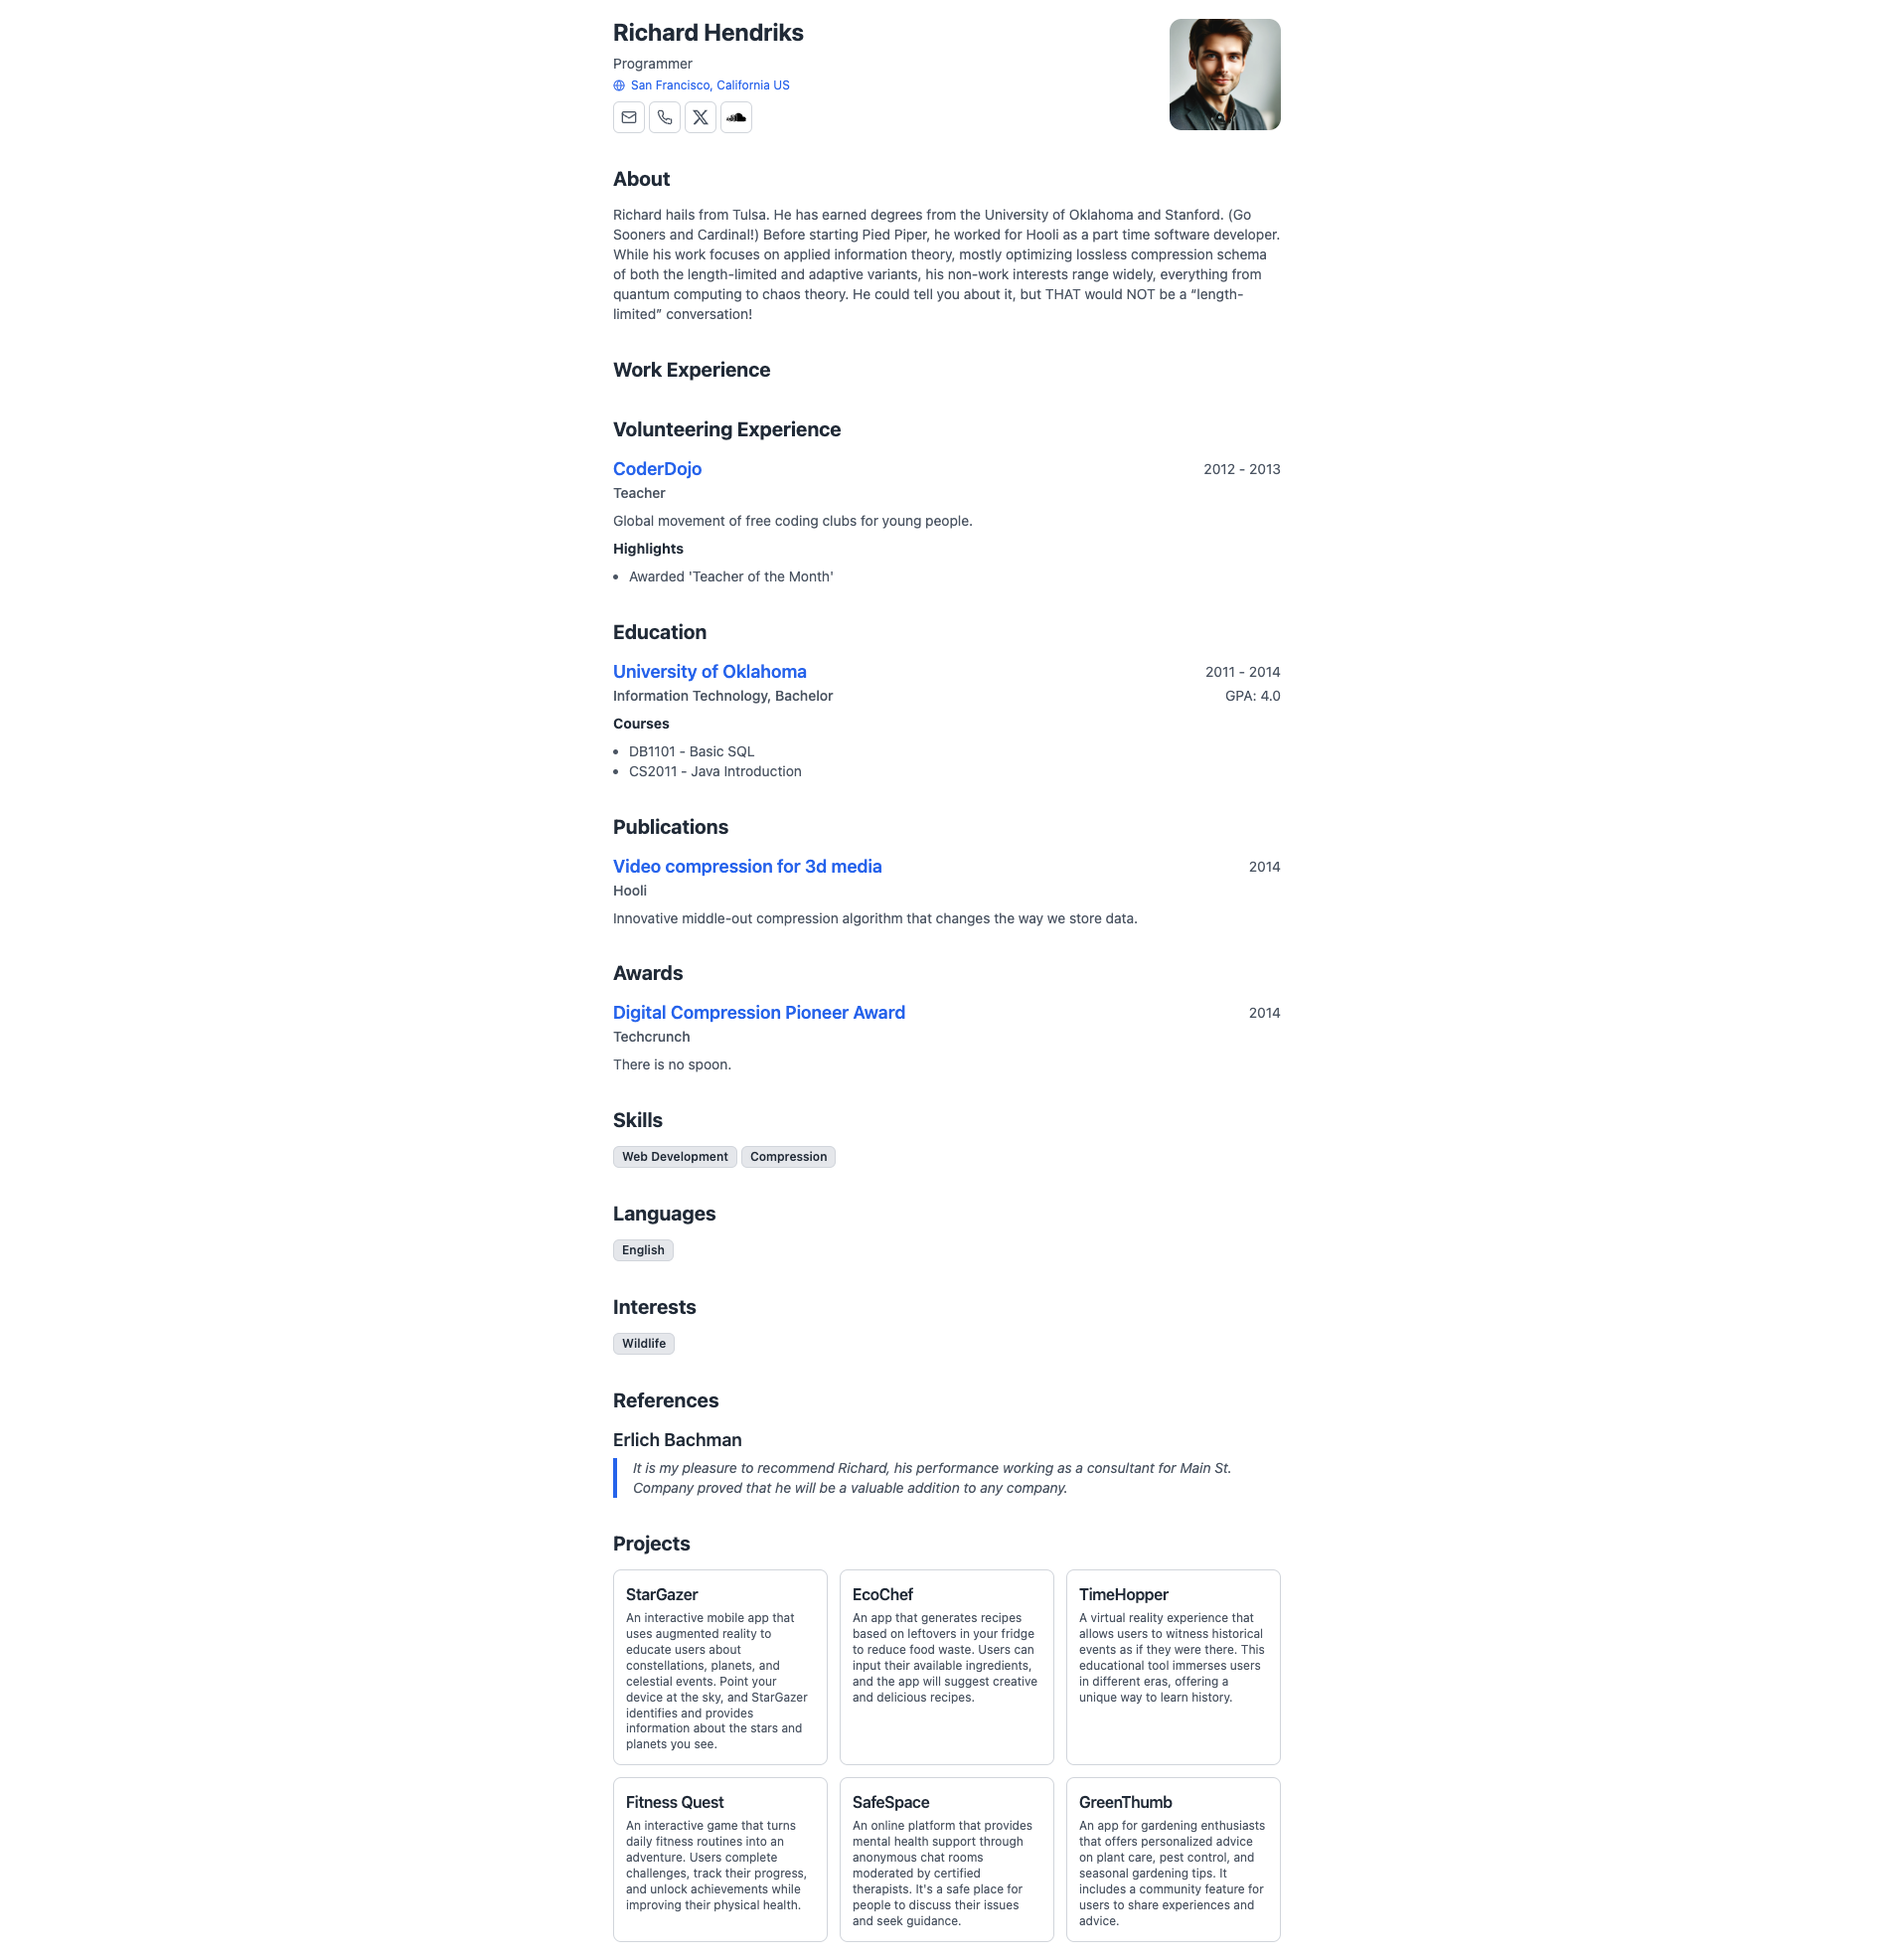 Richard Hendriks
Programmer
San Francisco, California US
About
Richard hails from Tulsa. He has earned degrees from the University of Oklahoma and Stanford. (Go
Sooners and Cardinal!) Before starting Pied Piper, he worked for Hooli as a part time software developer.
While his work focuses on applied information theory, mostly optimizing lossless compression schema
of both the length-limited and adaptive variants, his non-work interests range widely, everything from
quantum computing to chaos theory. He could tell you about it, but THAT would NOT be a “length-
limited” conversation!
Work Experience
Volunteering Experience
CoderDojo
2012 - 2013
Teacher
Global movement of free coding clubs for young people.
Highlights
• Awarded 'Teacher of the Month'
Education
University of Oklahoma
2011 - 2014
Information Technology, Bachelor
GPA: 4.0
Courses
• DB1101 - Basic SQL
• CS2011 - Java Introduction
Publications
Video compression for 3d media
2014
Hooli
Innovative middle-out compression algorithm that changes the way we store data.
Awards
Digital Compression Pioneer Award
2014
Techcrunch
There is no spoon.
Skills
Web Development
Compression
Languages
English
Interests
Wildlife
References
Erlich Bachman
It is my pleasure to recommend Richard, his performance working as a consultant for Main St.
Company proved that he will be a valuable addition to any company.
Projects
StarGazer
An interactive mobile app that
uses augmented reality to
educate users about
constellations, planets, and
celestial events. Point your
device at the sky, and StarGazer
identifies and provides
information about the stars and
planets you see.
EcoChef
An app that generates recipes
based on leftovers in your fridge
to reduce food waste. Users can
input their available ingredients,
and the app will suggest creative
and delicious recipes.
TimeHopper
A virtual reality experience that
allows users to witness historical
events as if they were there. This
educational tool immerses users
in different eras, offering a
unique way to learn history.
Fitness Quest
An interactive game that turns
daily fitness routines into an
adventure. Users complete
challenges, track their progress,
and unlock achievements while
improving their physical health.
SafeSpace
An online platform that provides
mental health support through
anonymous chat rooms
moderated by certified
therapists. It's a safe place for
people to discuss their issues
and seek guidance.
GreenThumb
An app for gardening enthusiasts
that offers personalized advice
on plant care, pest control, and
seasonal gardening tips. It
includes a community feature for
users to share experiences and
advice.